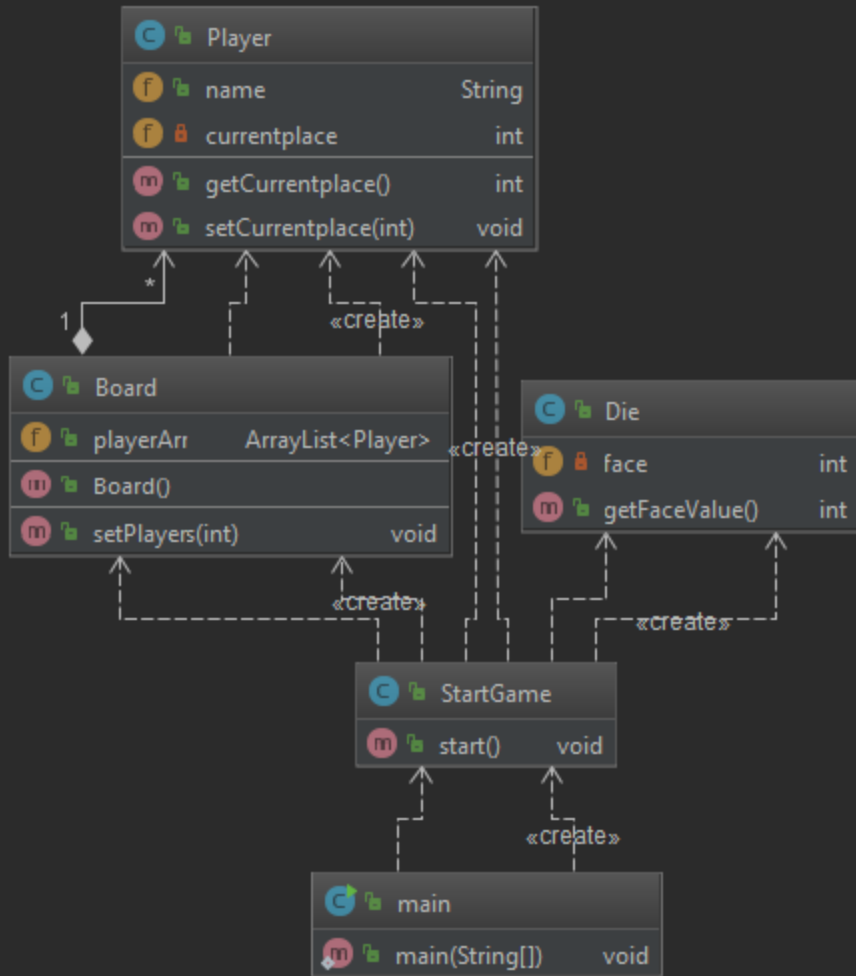 Player
name String
currentplace int
getCurrentplace() int
setCurrentplace(int) void
*
1
«create»
Board
playerArr ArrayList<Player>
Board()
setPlayers(int) void
«create»
Die
face int
getFaceValue() int
«create»
«create»
StartGame
start() void
«create»
main
main(String[]) void